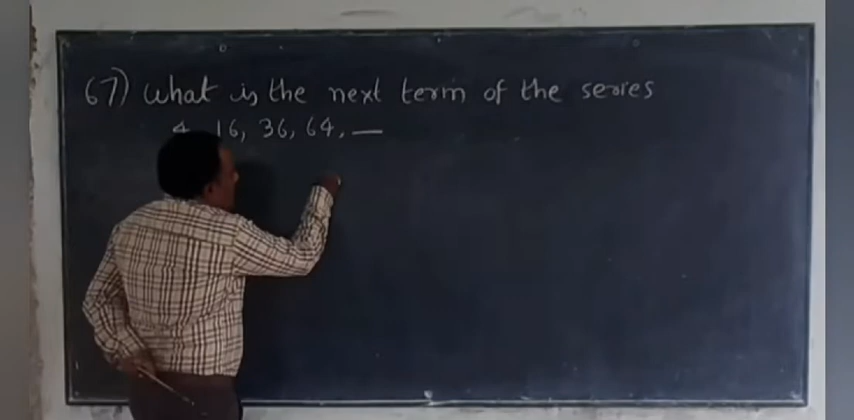 67) What is the next term of the series
4, 16, 36, 64, —